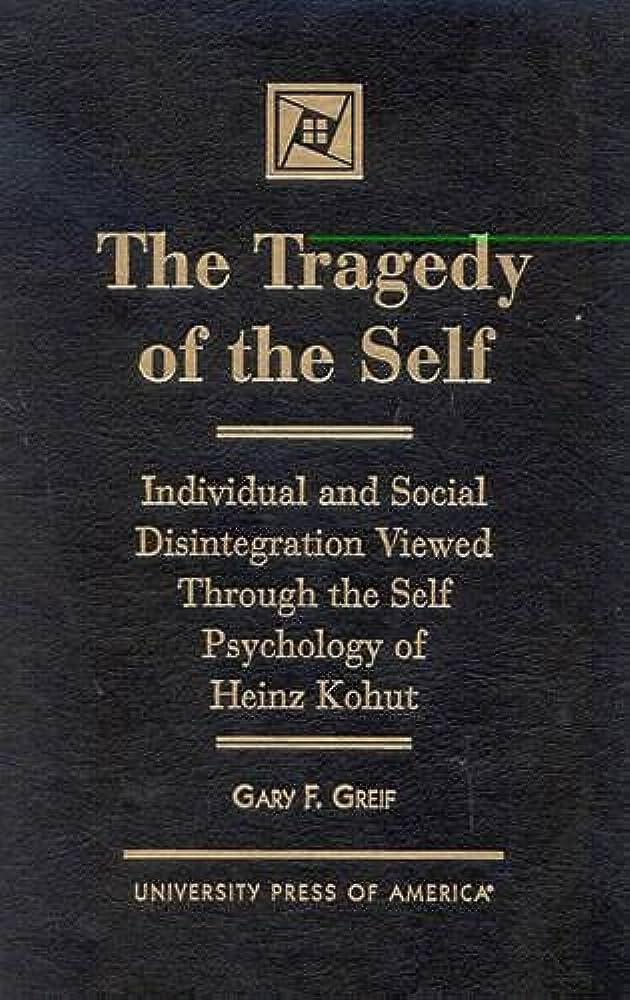 The Tragedy
of the Self
Individual and Social
Disintegration Viewed
Through the Self
Psychology of
Heinz Kohut
GARY F. GREIF
UNIVERSITY PRESS OF AMERICA®